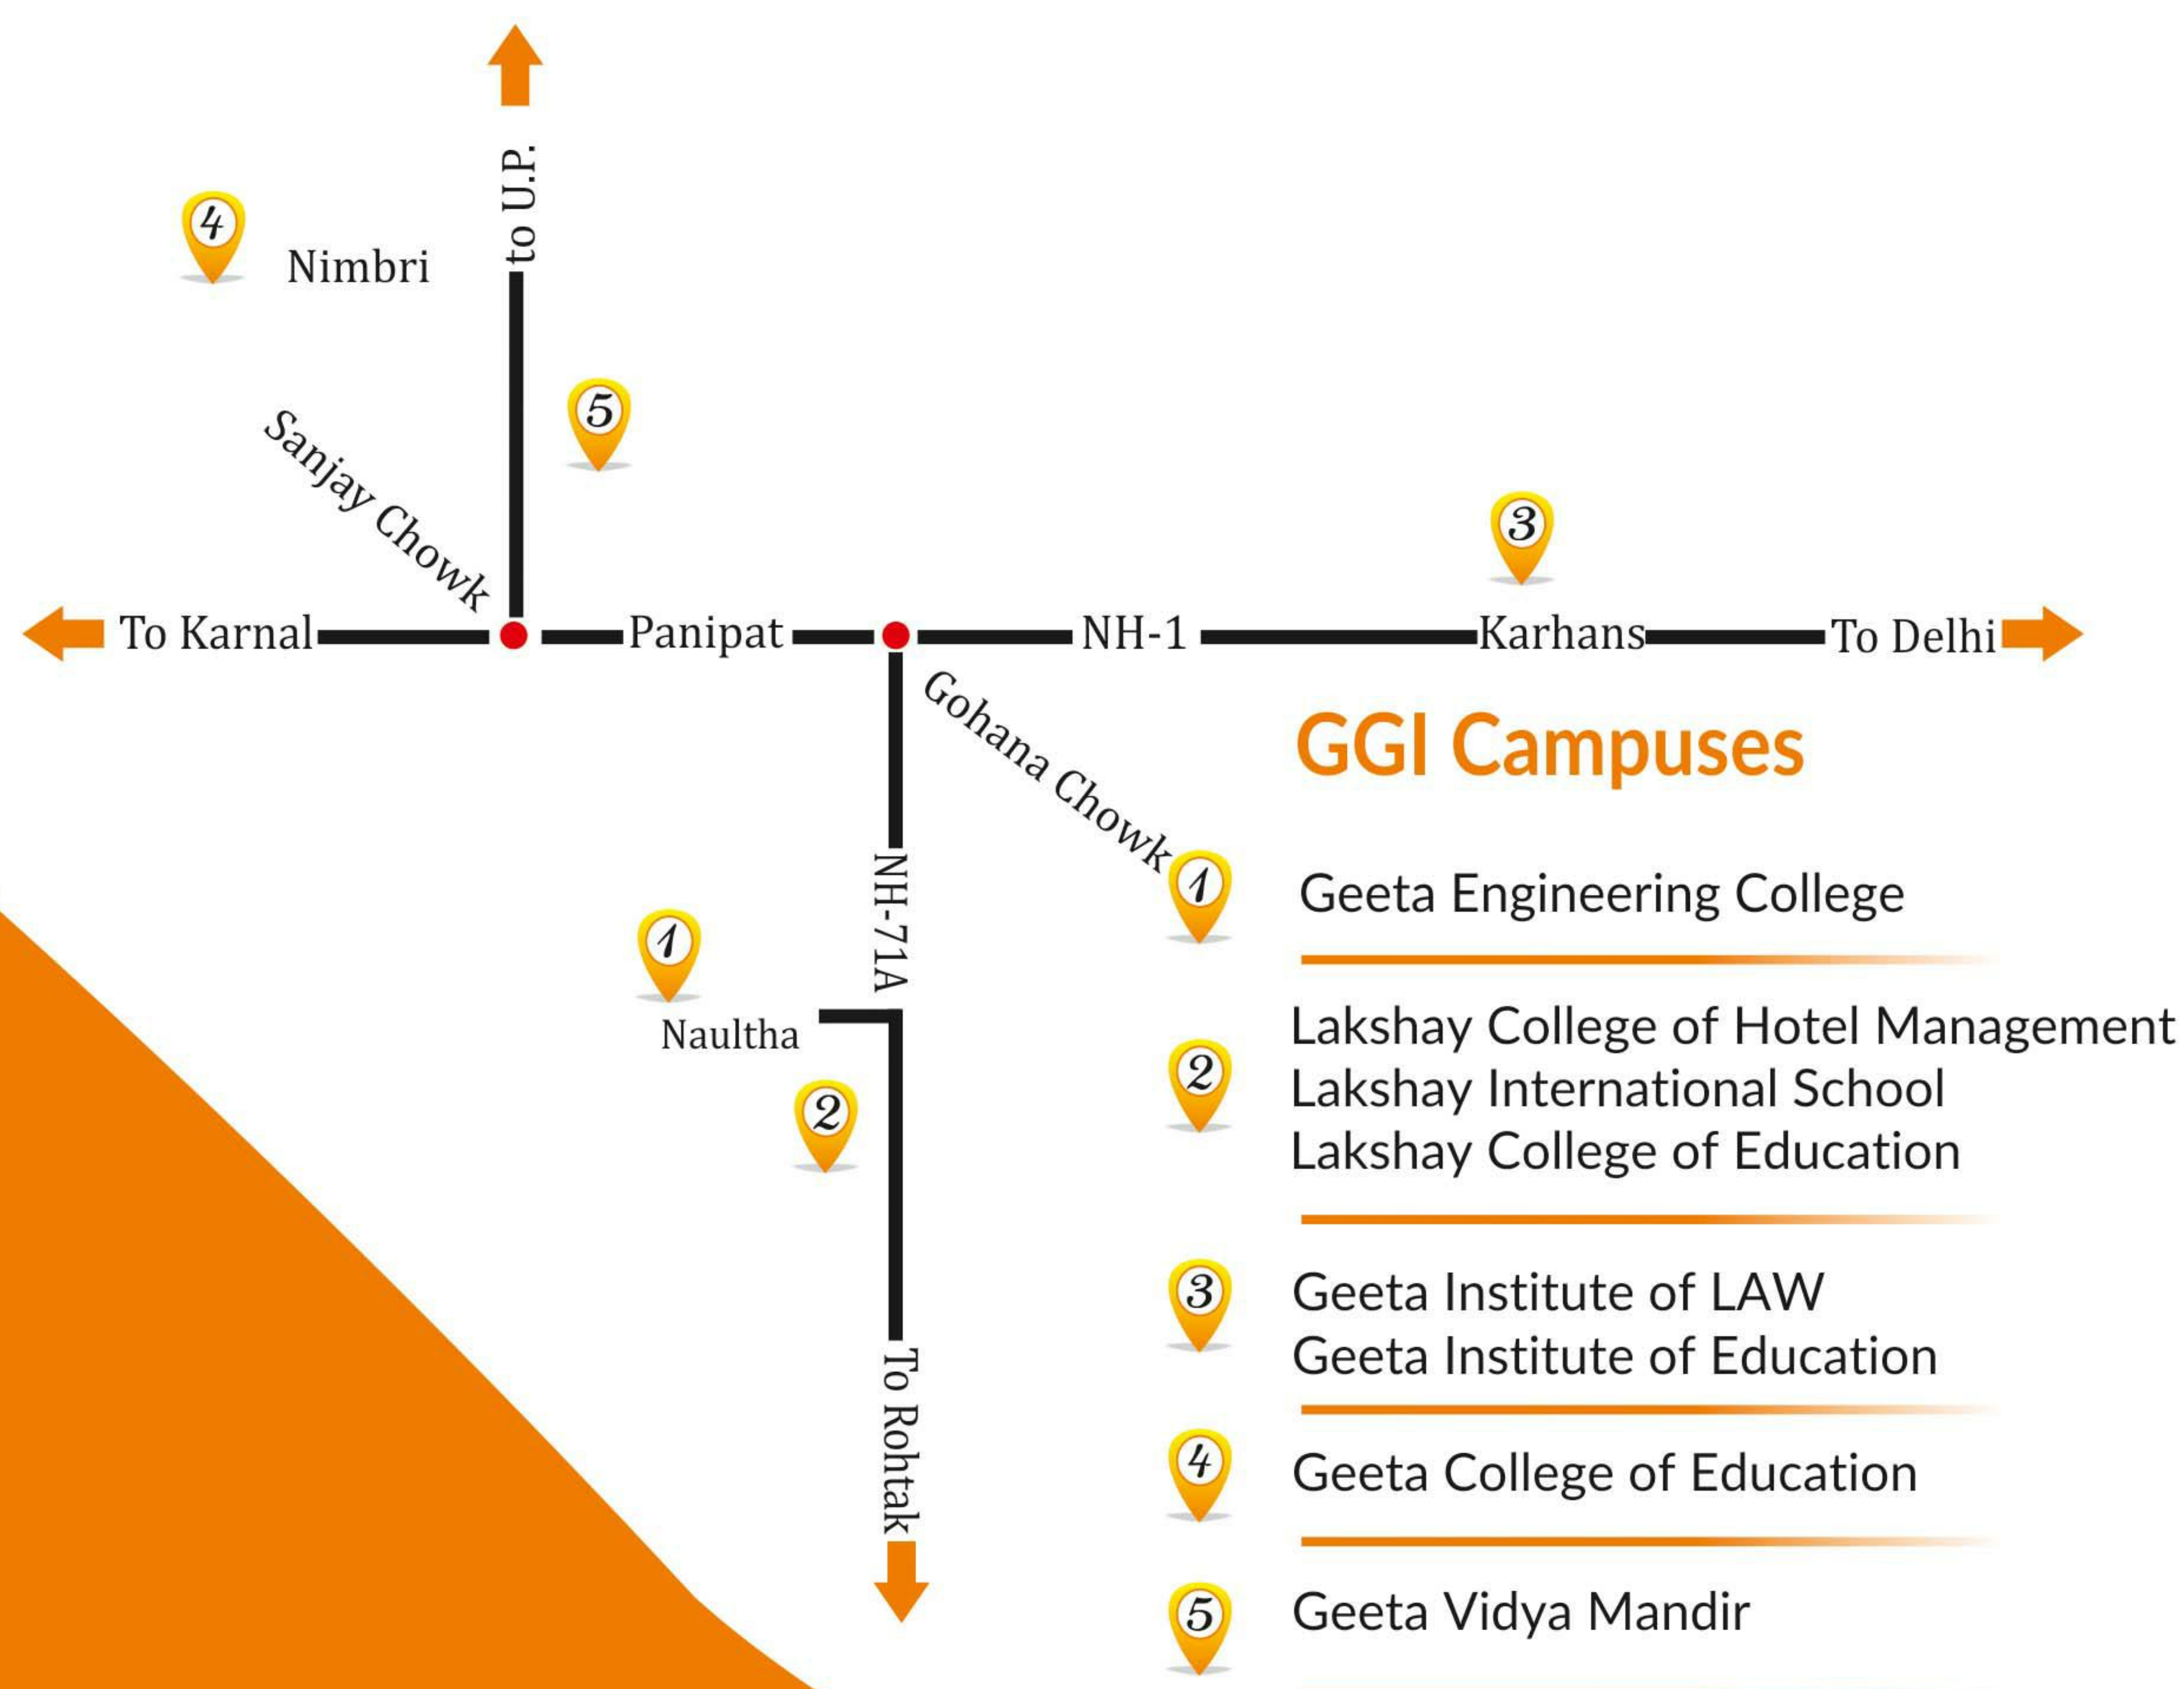 to U.P.
4
Nimbri
5
Sanjay Chowk
3
To Karnal
Panipat
NH-1
Karhans
To Delhi
Gohana Chowk
NH-71A
1
Naultha
2
To Rohtak
GGI Campuses
1
Geeta Engineering College
2
Lakshay College of Hotel Management
Lakshay International School
Lakshay College of Education
3
Geeta Institute of LAW
Geeta Institute of Education
4
Geeta College of Education
5
Geeta Vidya Mandir